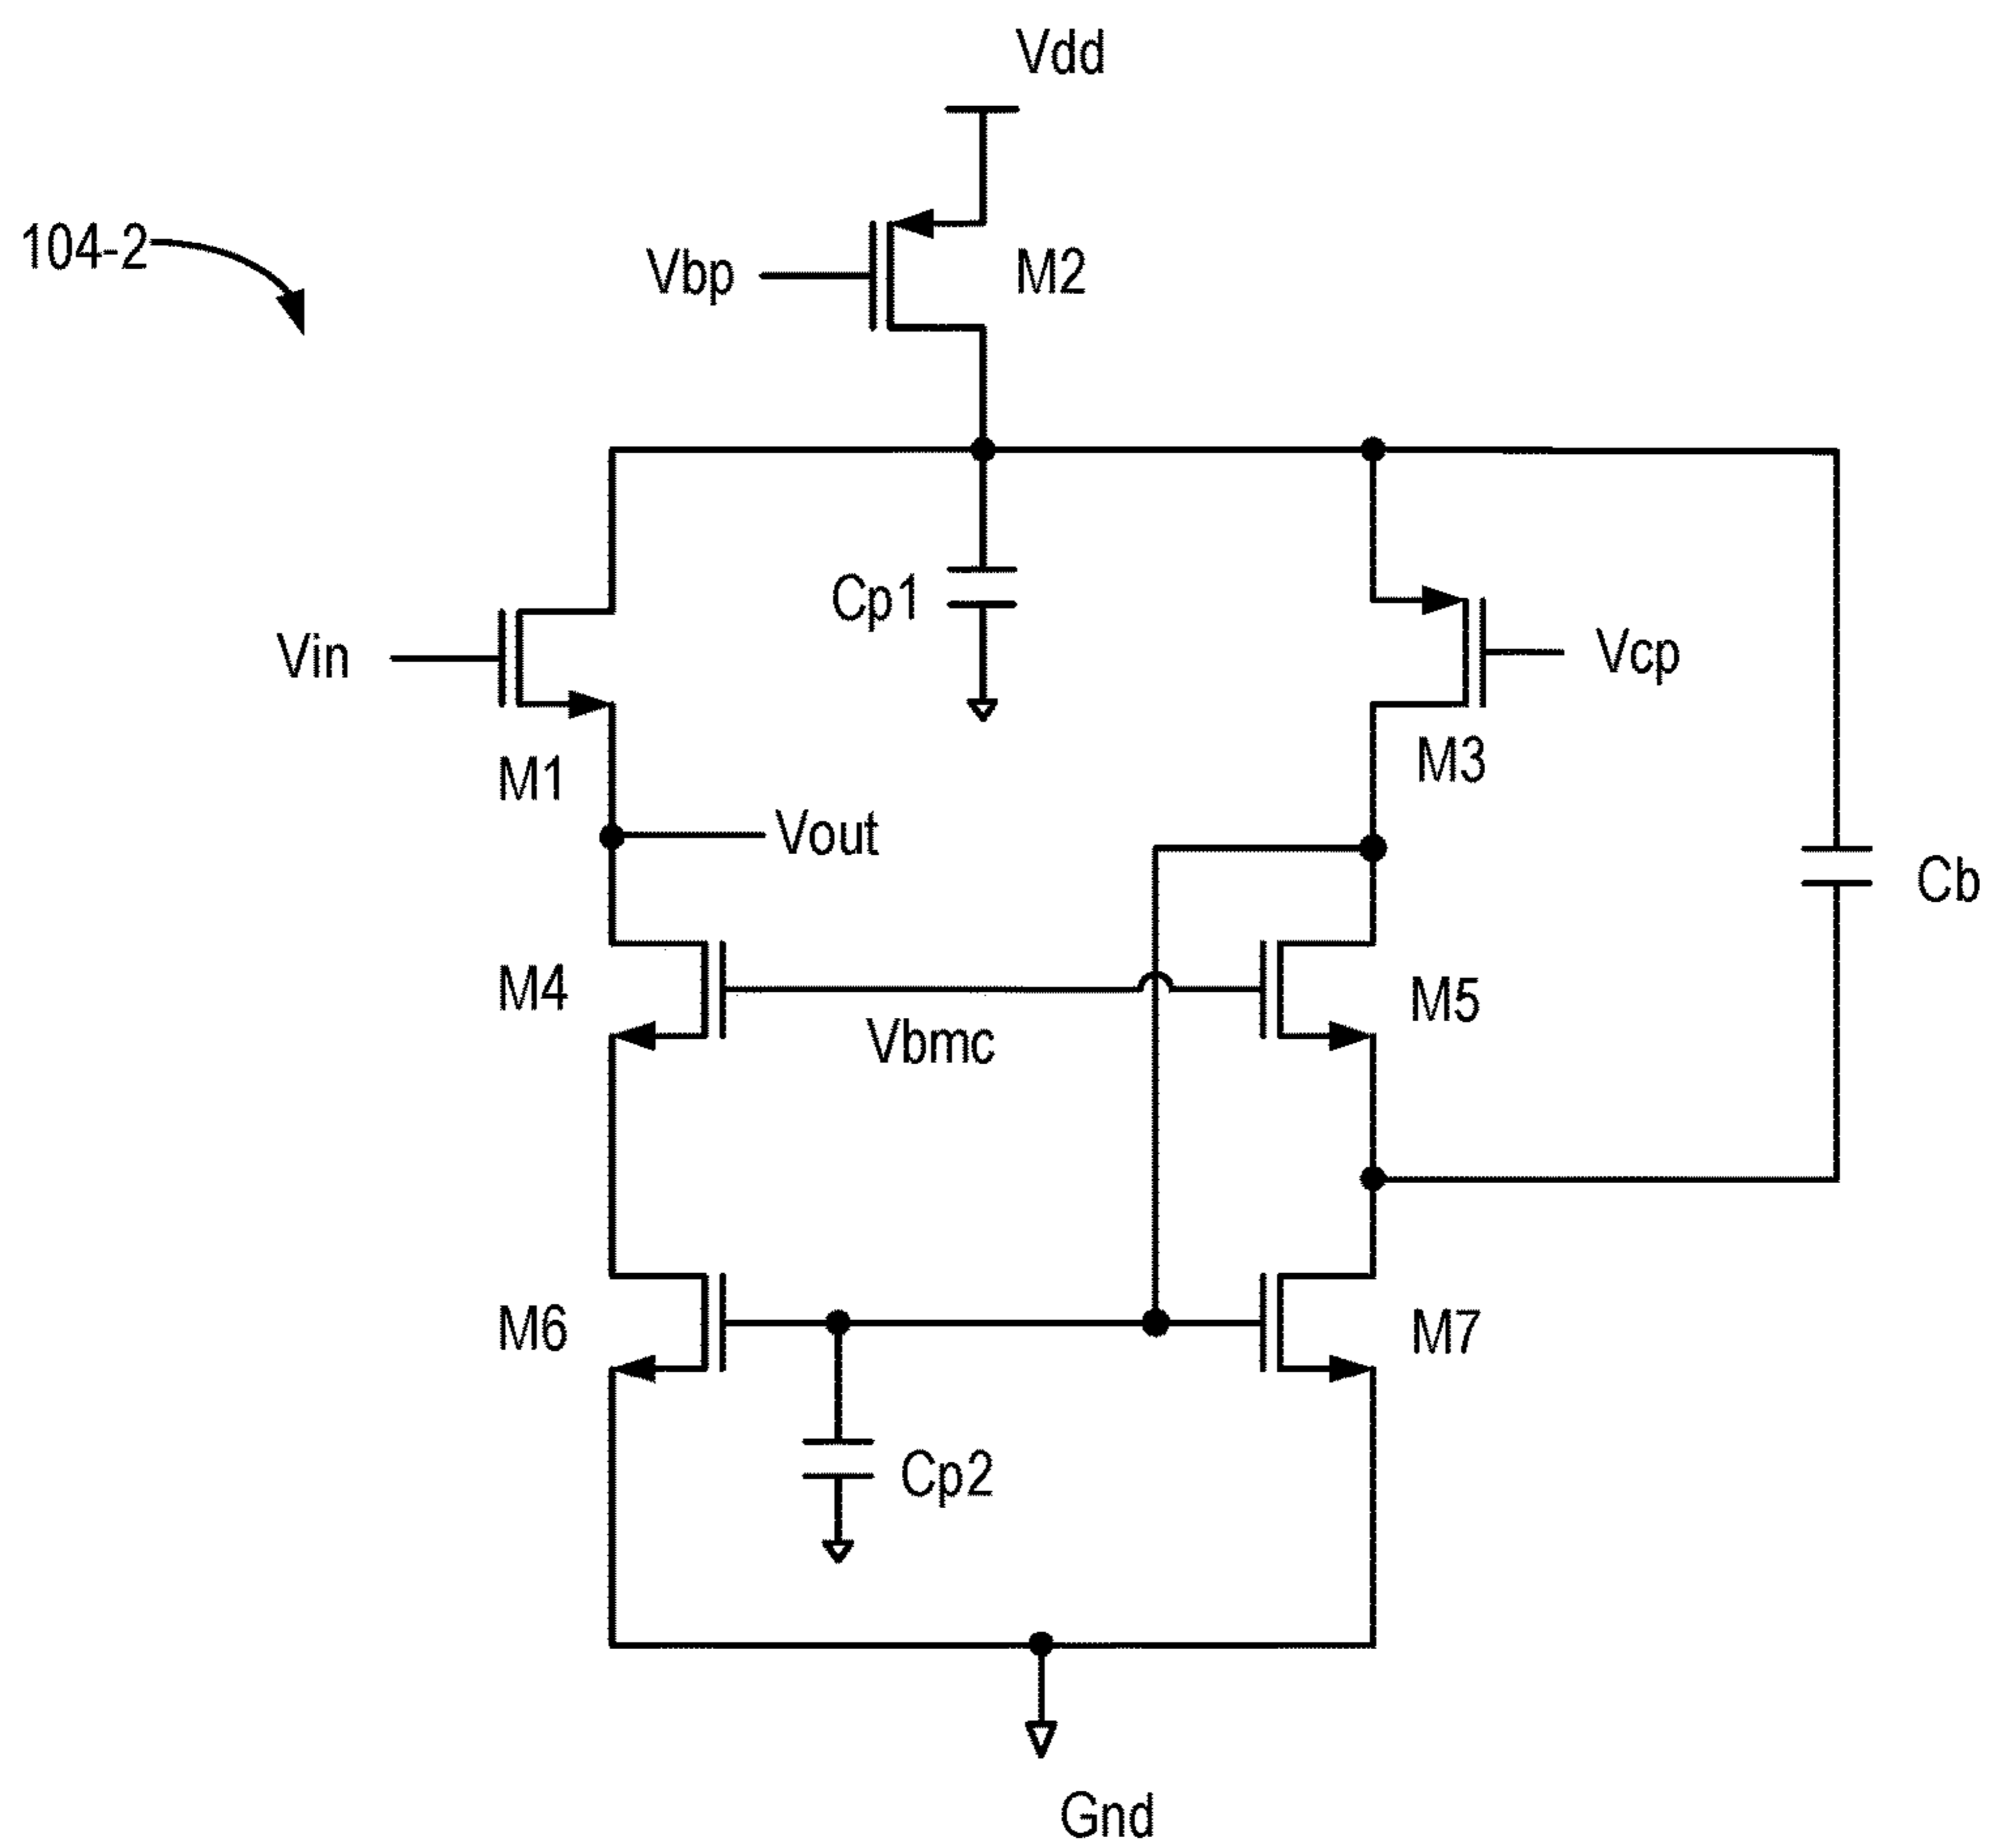 Vdd
104-2
Vbp
M2
Cp1
Vin
Vcp
M1
M3
Vout
Cb
M4
M5
Vbmc
M6
M7
Cp2
Gnd